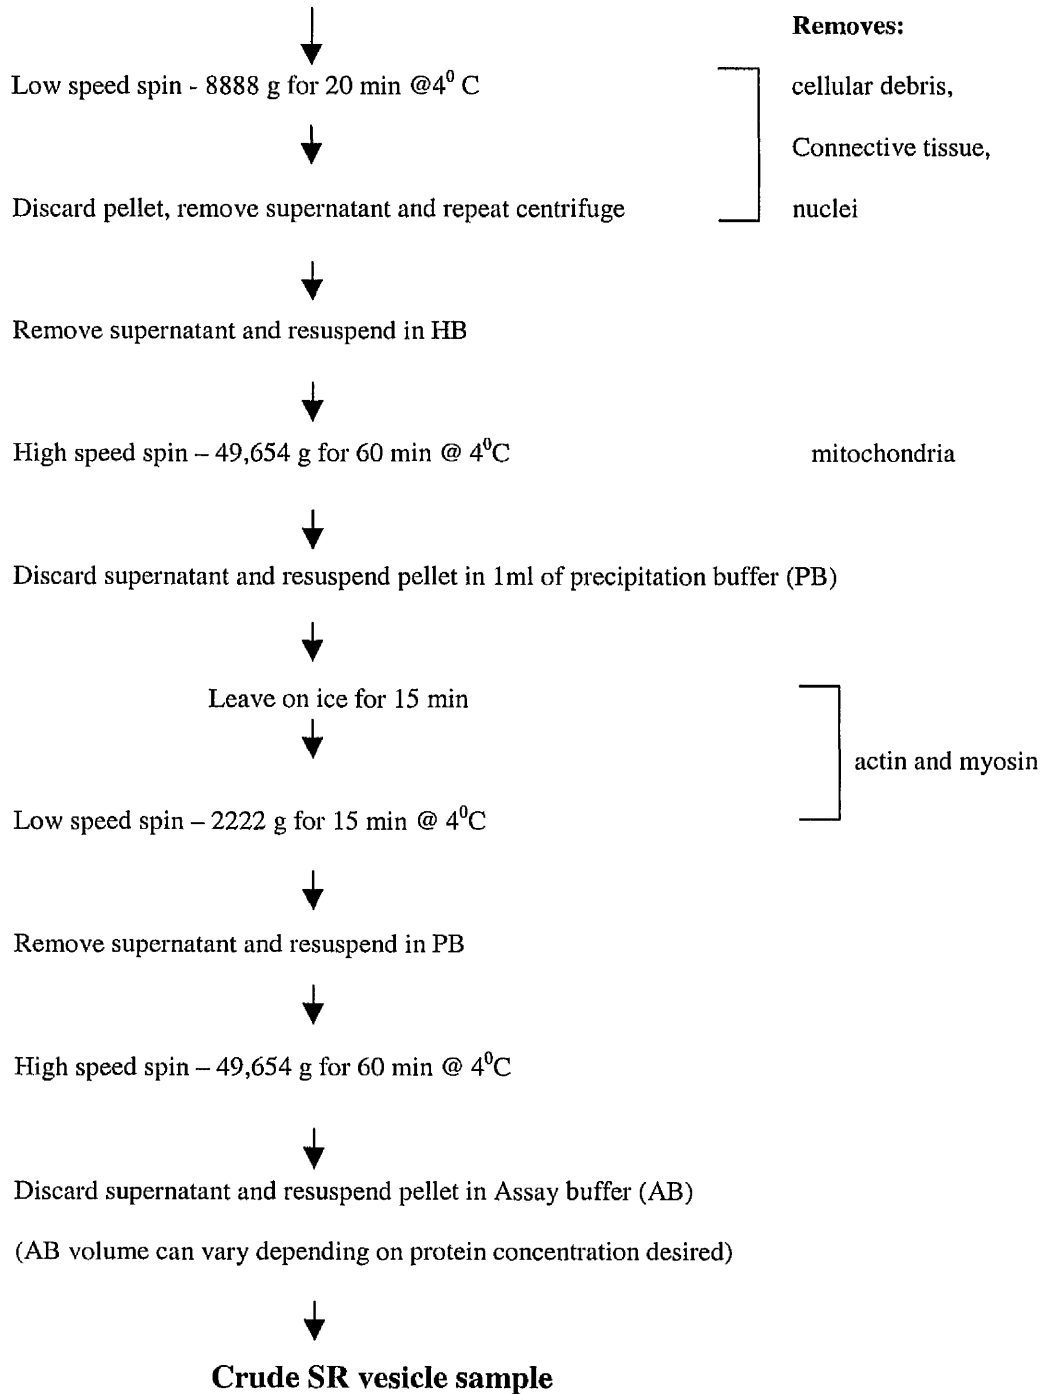 Removes:
Low speed spin - 8888 g for 20 min @4⁰ C
cellular debris,
Connective tissue,
Discard pellet, remove supernatant and repeat centrifuge
nuclei
Remove supernatant and resuspend in HB
High speed spin – 49,654 g for 60 min @ 4⁰C
mitochondria
Discard supernatant and resuspend pellet in 1ml of precipitation buffer (PB)
Leave on ice for 15 min
actin and myosin
Low speed spin – 2222 g for 15 min @ 4⁰C
Remove supernatant and resuspend in PB
High speed spin – 49,654 g for 60 min @ 4⁰C
Discard supernatant and resuspend pellet in Assay buffer (AB)
(AB volume can vary depending on protein concentration desired)
Crude SR vesicle sample